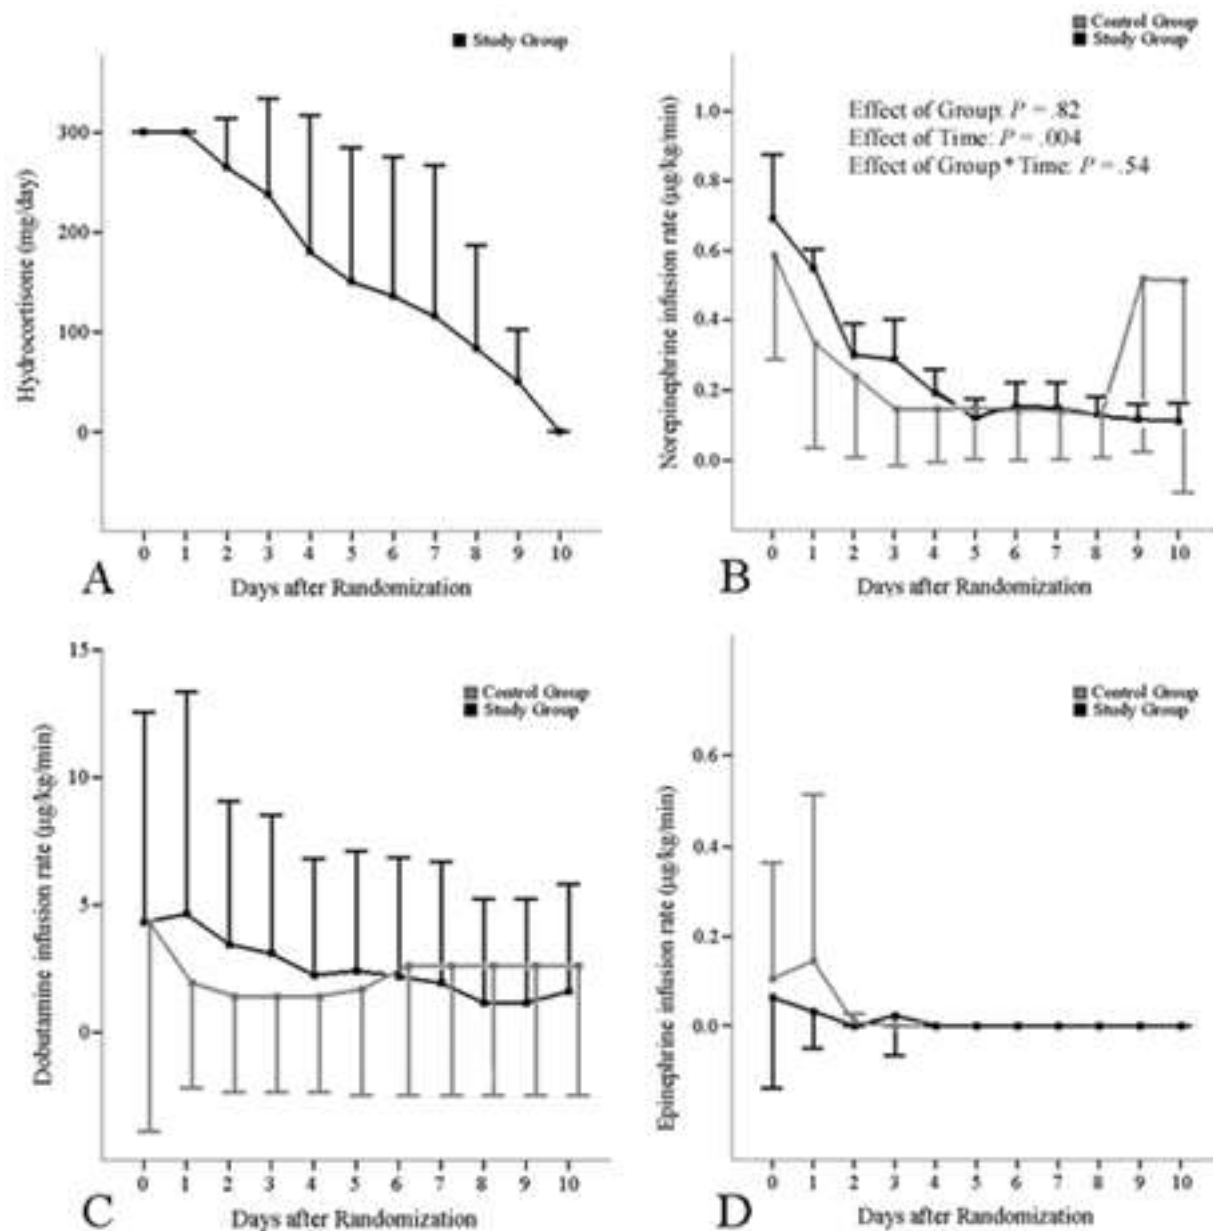 Study Group
Hydrocortisone (mg/day)
300
200
100
0
0 1 2 3 4 5 6 7 8 9 10
A
Days after Randomization
Control Group
Study Group
Effect of Group: P = .82
Effect of Time: P = .004
Effect of Group * Time: P = .54
Norepinephrine infusion rate (µg/kg/min)
1.0
0.8
0.6
0.4
0.2
0.0
0 1 2 3 4 5 6 7 8 9 10
B
Days after Randomization
Control Group
Study Group
Dobutamine infusion rate (µg/kg/min)
15
10
5
0
0 1 2 3 4 5 6 7 8 9 10
C
Days after Randomization
Control Group
Study Group
Epinephrine infusion rate (µg/kg/min)
0.6
0.4
0.2
0.0
0 1 2 3 4 5 6 7 8 9 10
D
Days after Randomization